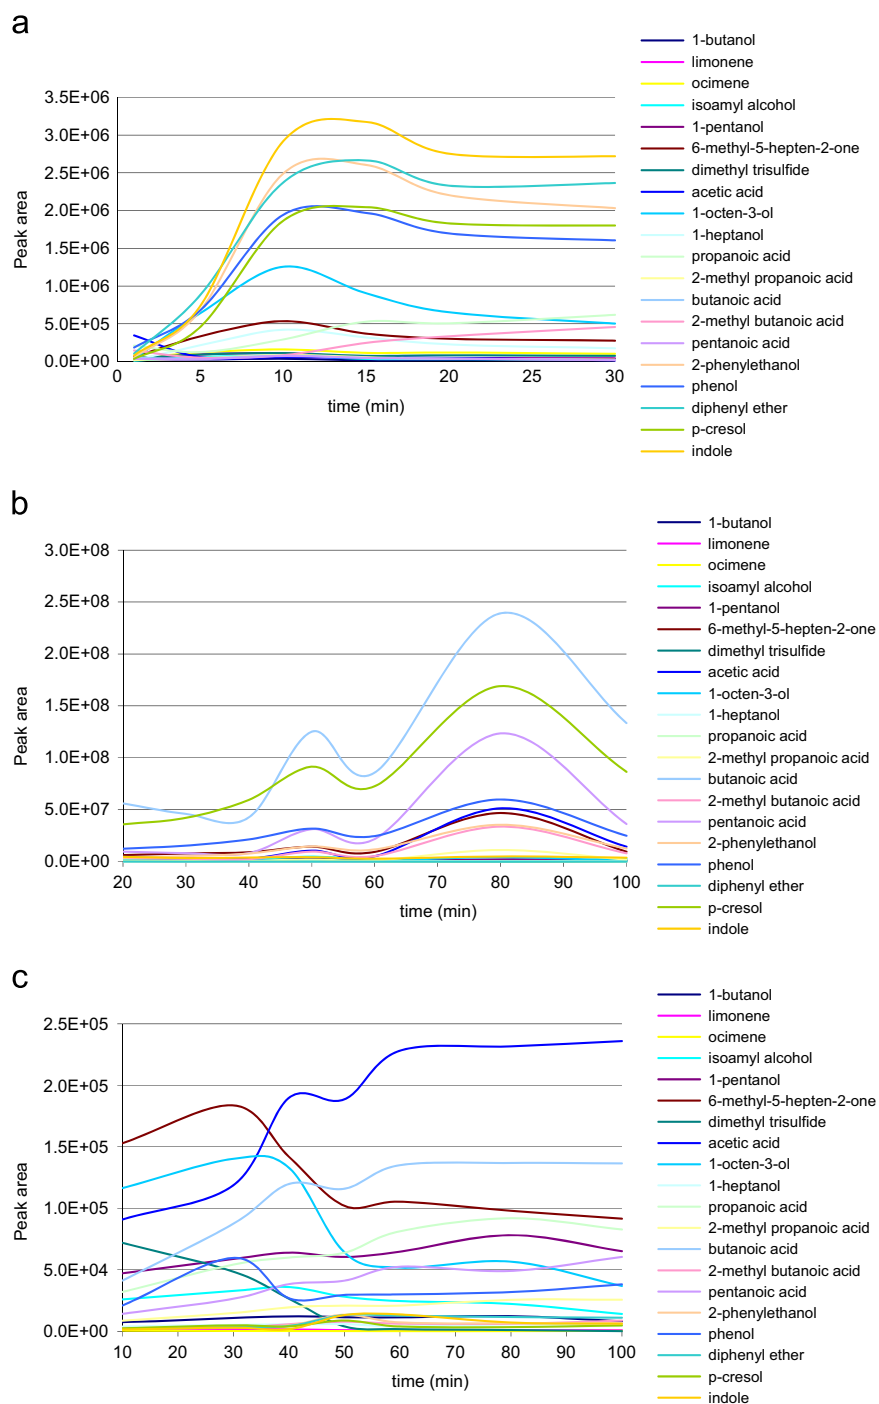 a
1-butanol
limonene
ocimene
isoamyl alcohol
1-pentanol
6-methyl-5-hepten-2-one
dimethyl trisulfide
acetic acid
1-octen-3-ol
1-heptanol
propanoic acid
2-methyl propanoic acid
butanoic acid
2-methyl butanoic acid
pentanoic acid
2-phenylethanol
phenol
diphenyl ether
p-cresol
indole
Peak area
3.5E+06
3.0E+06
2.5E+06
2.0E+06
1.5E+06
1.0E+06
5.0E+05
0.0E+00
0 5 10 15 20 25 30
time (min)
b
1-butanol
limonene
ocimene
isoamyl alcohol
1-pentanol
6-methyl-5-hepten-2-one
dimethyl trisulfide
acetic acid
1-octen-3-ol
1-heptanol
propanoic acid
2-methyl propanoic acid
butanoic acid
2-methyl butanoic acid
pentanoic acid
2-phenylethanol
phenol
diphenyl ether
p-cresol
indole
Peak area
3.0E+08
2.5E+08
2.0E+08
1.5E+08
1.0E+08
5.0E+07
0.0E+00
20 30 40 50 60 70 80 90 100
time (min)
c
1-butanol
limonene
ocimene
isoamyl alcohol
1-pentanol
6-methyl-5-hepten-2-one
dimethyl trisulfide
acetic acid
1-octen-3-ol
1-heptanol
propanoic acid
2-methyl propanoic acid
butanoic acid
2-methyl butanoic acid
pentanoic acid
2-phenylethanol
phenol
diphenyl ether
p-cresol
indole
Peak area
2.5E+05
2.0E+05
1.5E+05
1.0E+05
5.0E+04
0.0E+00
10 20 30 40 50 60 70 80 90 100
time (min)